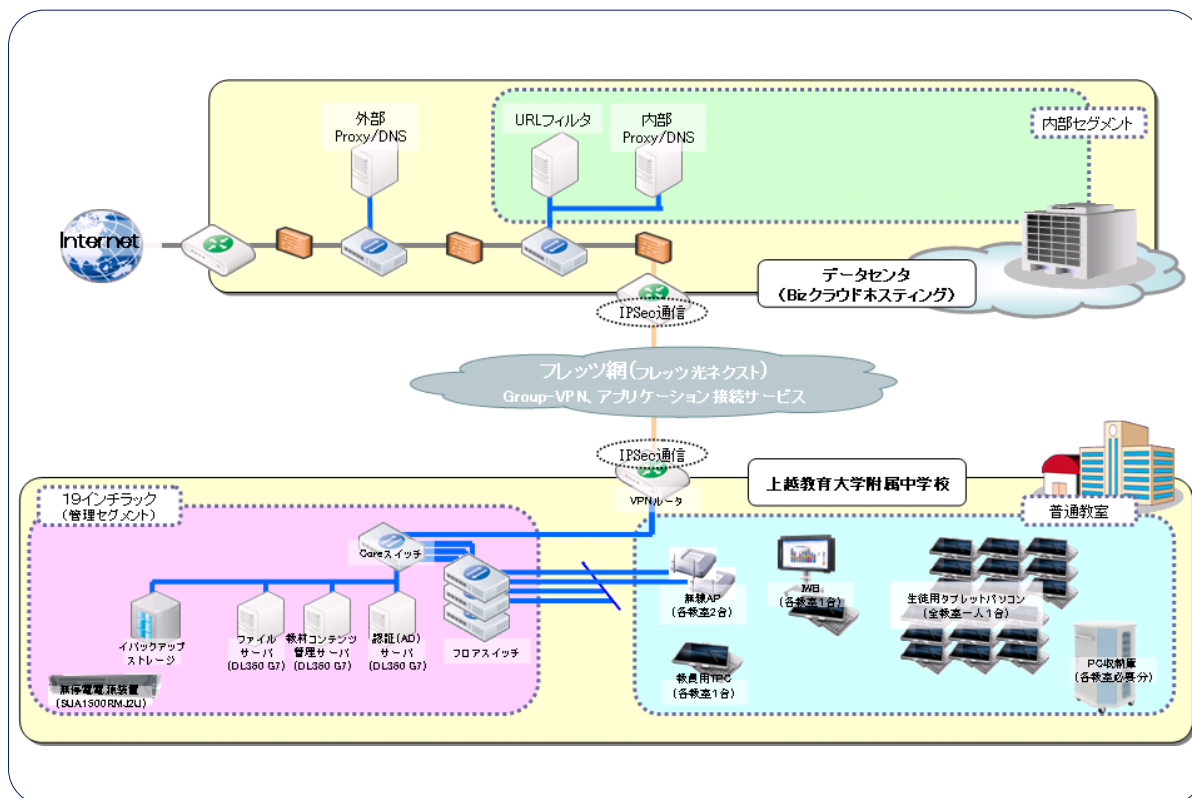 外部
Proxy/DNS
URLフィルタ
内部
Proxy/DNS
内部セグメント
Internet
データセンタ
(Bizクラウドホスティング)
IPSec通信
フレッツ網(フレッツ光ネクスト)
Group-VPN、アプリケーション接続サービス
IPSec通信
VPNルータ
上越教育大学附属中学校
19インチラック
(管理セグメント)
普通教室
Coreスイッチ
イバックアップ
ストレージ
ファイル
サーバ
(DL360 G7)
教材コンテンツ
管理サーバ
(DL360 G7)
認証(AD)
サーバ
(DL360 G7)
フロアスイッチ
無停電電源装置
(SUA1500RMJ2U)
無線AP
(各教室2台)
IWB
(各教室1台)
生徒用タブレットパソコン
(全教室一人1台)
教員用TPC
(各教室1台)
PC収納庫
(各教室必要分)